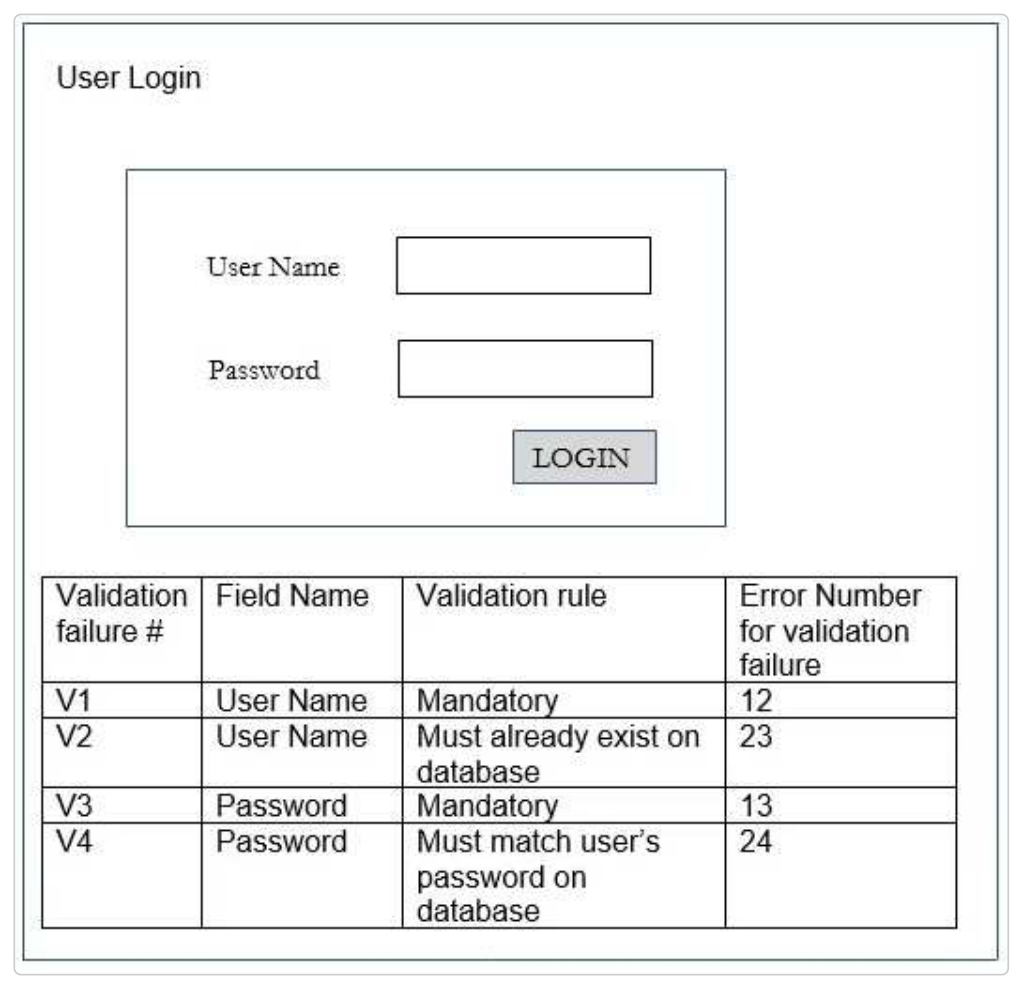 User Login
User Name
Password
LOGIN
Validation failure # Field Name Validation rule Error Number for validation failure
V1 User Name Mandatory 12
V2 User Name Must already exist on database 23
V3 Password Mandatory 13
V4 Password Must match user’s password on database 24